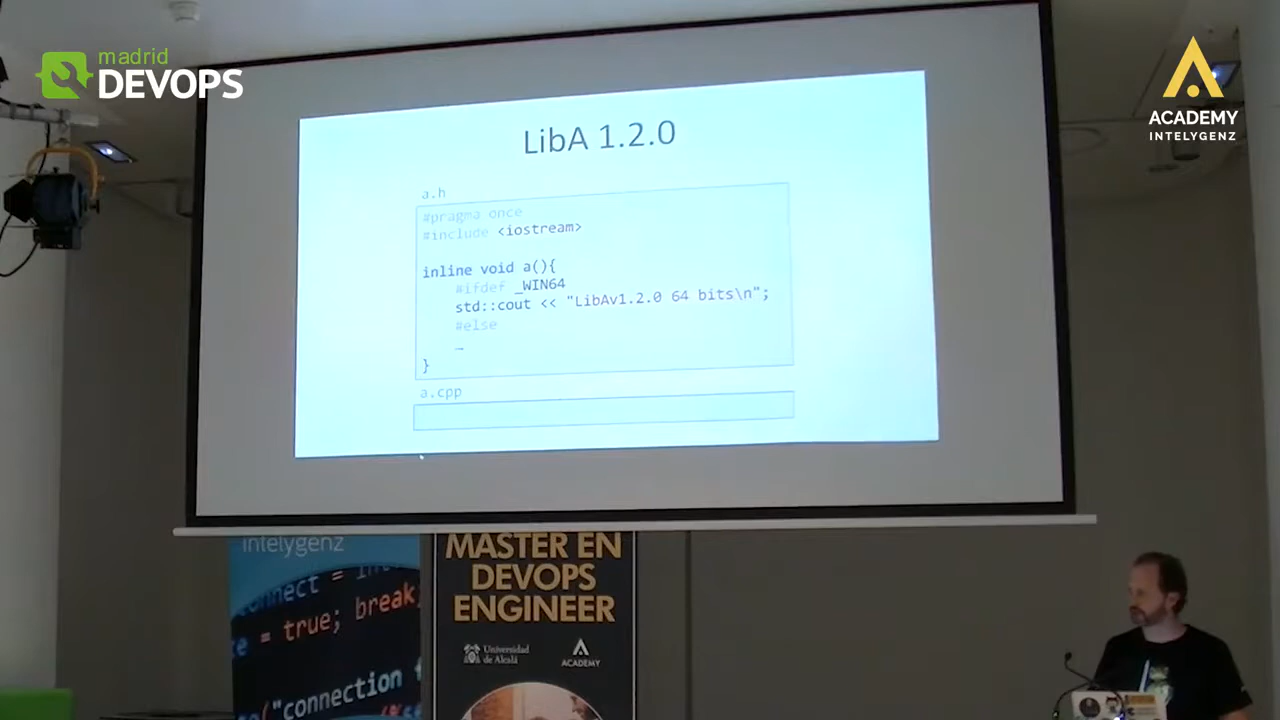 madrid
DEVOPS
ACADEMY
INTELYGENZ
LibA 1.2.0
a.h
#pragma once
#include <iostream>
inline void a(){
#ifdef _WIN64
std::cout << "LibAv1.2.0 64 bits\n";
#else
…
}
a.cpp
intelygenz
= true; break;
("connection
MASTER EN
DEVOPS
ENGINEER
Universidad
de Alcalá
ACADEMY